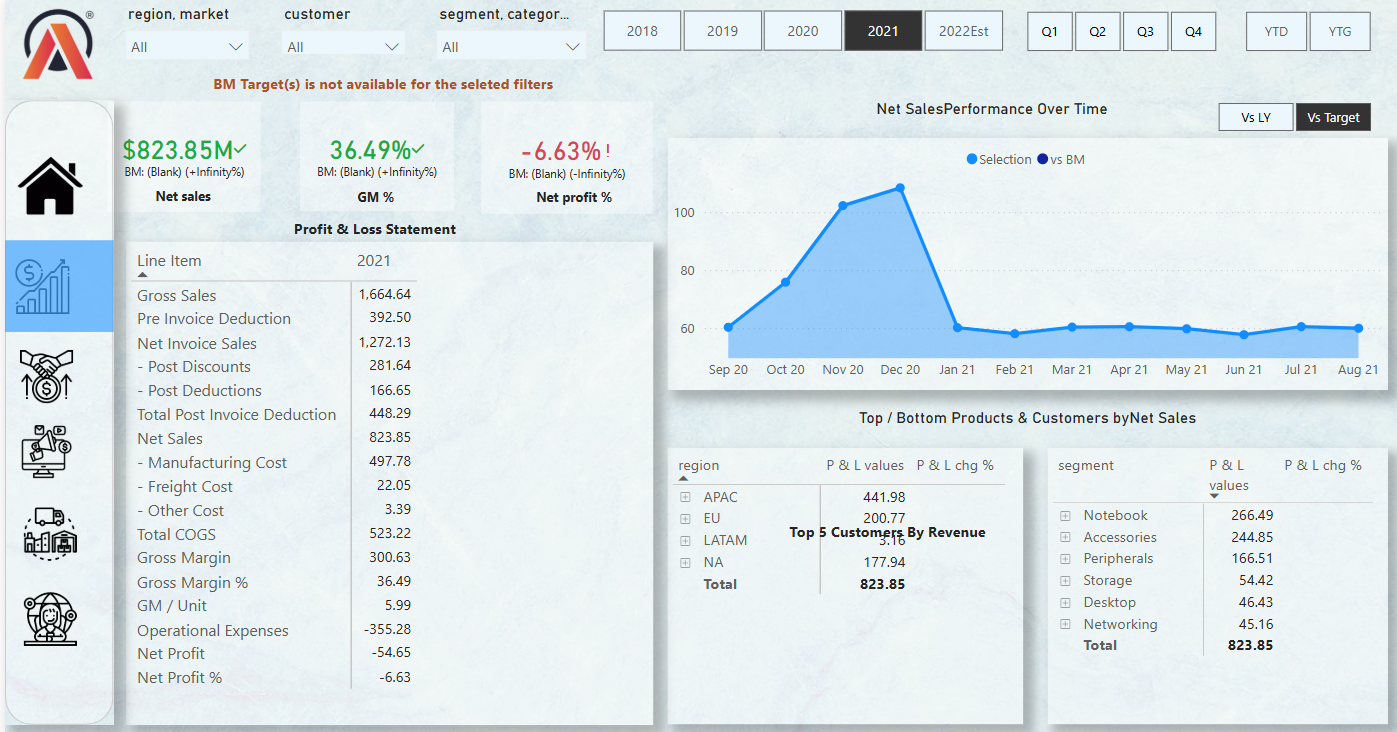 ®
region, market
customer
segment, categor...
All
All
All
2018
2019
2020
2021
2022Est
Q1
Q2
Q3
Q4
YTD
YTG
BM Target(s) is not available for the seleted filters
$823.85M
BM: (Blank) (+Infinity%)
Net sales
36.49%
BM: (Blank) (+Infinity%)
GM %
-6.63% !
BM: (Blank) (-Infinity%)
Net profit %
Net SalesPerformance Over Time
Vs LY
Vs Target
Selection
vs BM
100
80
60
Sep 20 Oct 20 Nov 20 Dec 20 Jan 21 Feb 21 Mar 21 Apr 21 May 21 Jun 21 Jul 21 Aug 21
Profit & Loss Statement
Line Item 2021
Gross Sales 1,664.64
Pre Invoice Deduction 392.50
Net Invoice Sales 1,272.13
- Post Discounts 281.64
- Post Deductions 166.65
Total Post Invoice Deduction 448.29
Net Sales 823.85
- Manufacturing Cost 497.78
- Freight Cost 22.05
- Other Cost 3.39
Total COGS 523.22
Gross Margin 300.63
Gross Margin % 36.49
GM / Unit 5.99
Operational Expenses -355.28
Net Profit -54.65
Net Profit % -6.63
Top / Bottom Products & Customers byNet Sales
region P & L values P & L chg %
APAC 441.98
EU 200.77
Top 5 Customers By Revenue
LATAM 3.16
NA 177.94
Total 823.85
segment P & L values P & L chg %
Notebook 266.49
Accessories 244.85
Peripherals 166.51
Storage 54.42
Desktop 46.43
Networking 45.16
Total 823.85